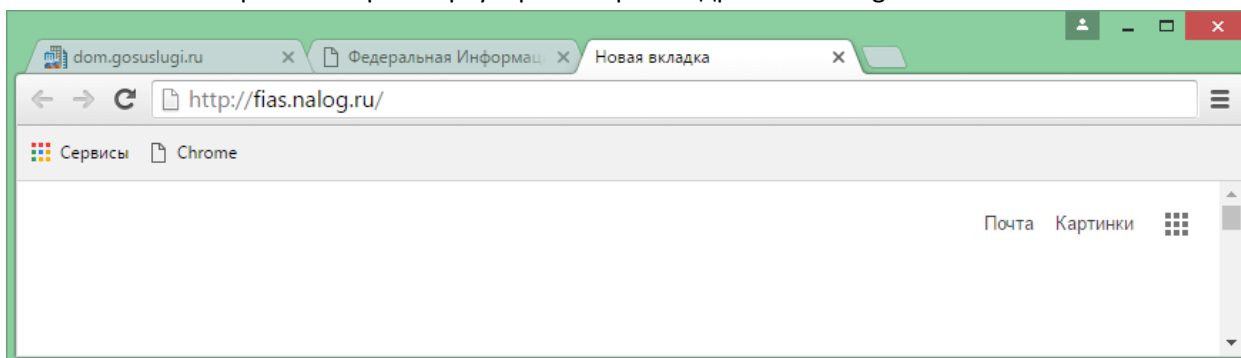 dom.gosuslugi.ru
Федеральная Информац
Новая вкладка
http://fias.nalog.ru/
Сервисы
Chrome
Почта Картинки